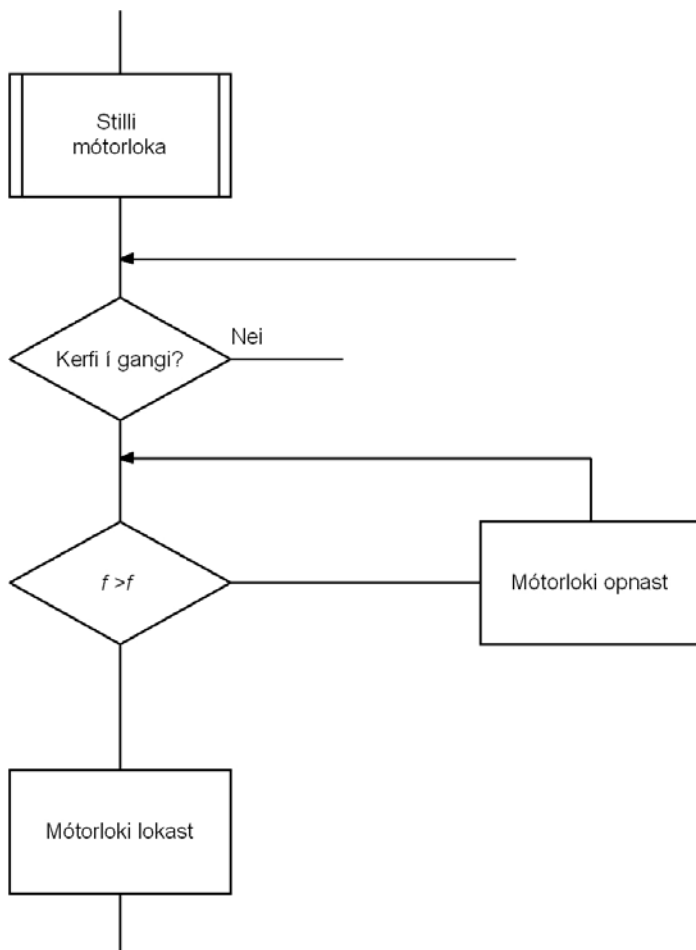 Stilli
mótorloka
Nei
Kerfi í gangi?
f >f
Mótorloki opnast
Mótorloki lokast